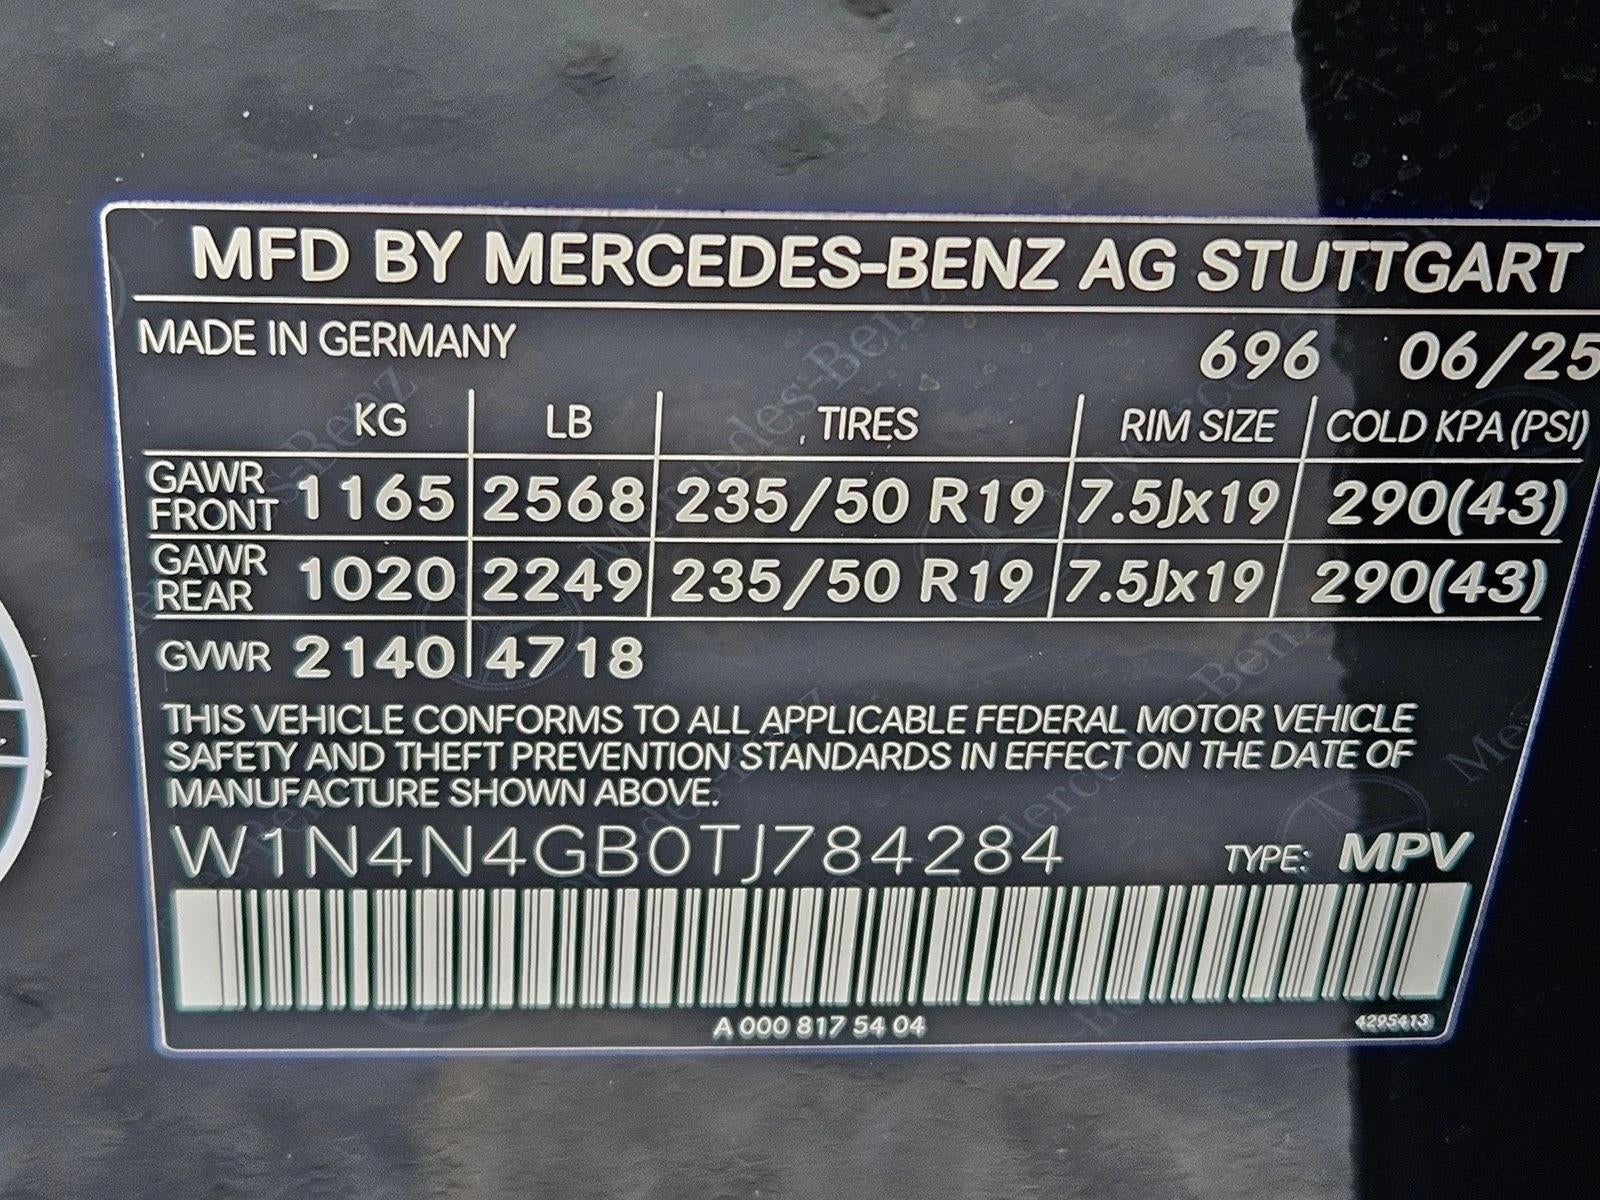 MFD BY MERCEDES-BENZ AG STUTTGART
MADE IN GERMANY 696 06/25
KG LB TIRES RIM SIZE COLD KPA (PSI)
GAWR FRONT 1165 2568 235/50 R19 7.5Jx19 290(43)
GAWR REAR 1020 2249 235/50 R19 7.5Jx19 290(43)
GVWR 2140 4718
THIS VEHICLE CONFORMS TO ALL APPLICABLE FEDERAL MOTOR VEHICLE
SAFETY AND THEFT PREVENTION STANDARDS IN EFFECT ON THE DATE OF
MANUFACTURE SHOWN ABOVE.
W1N4N4GB0TJ784284 TYPE: MPV
A 000 817 54 04 4295413